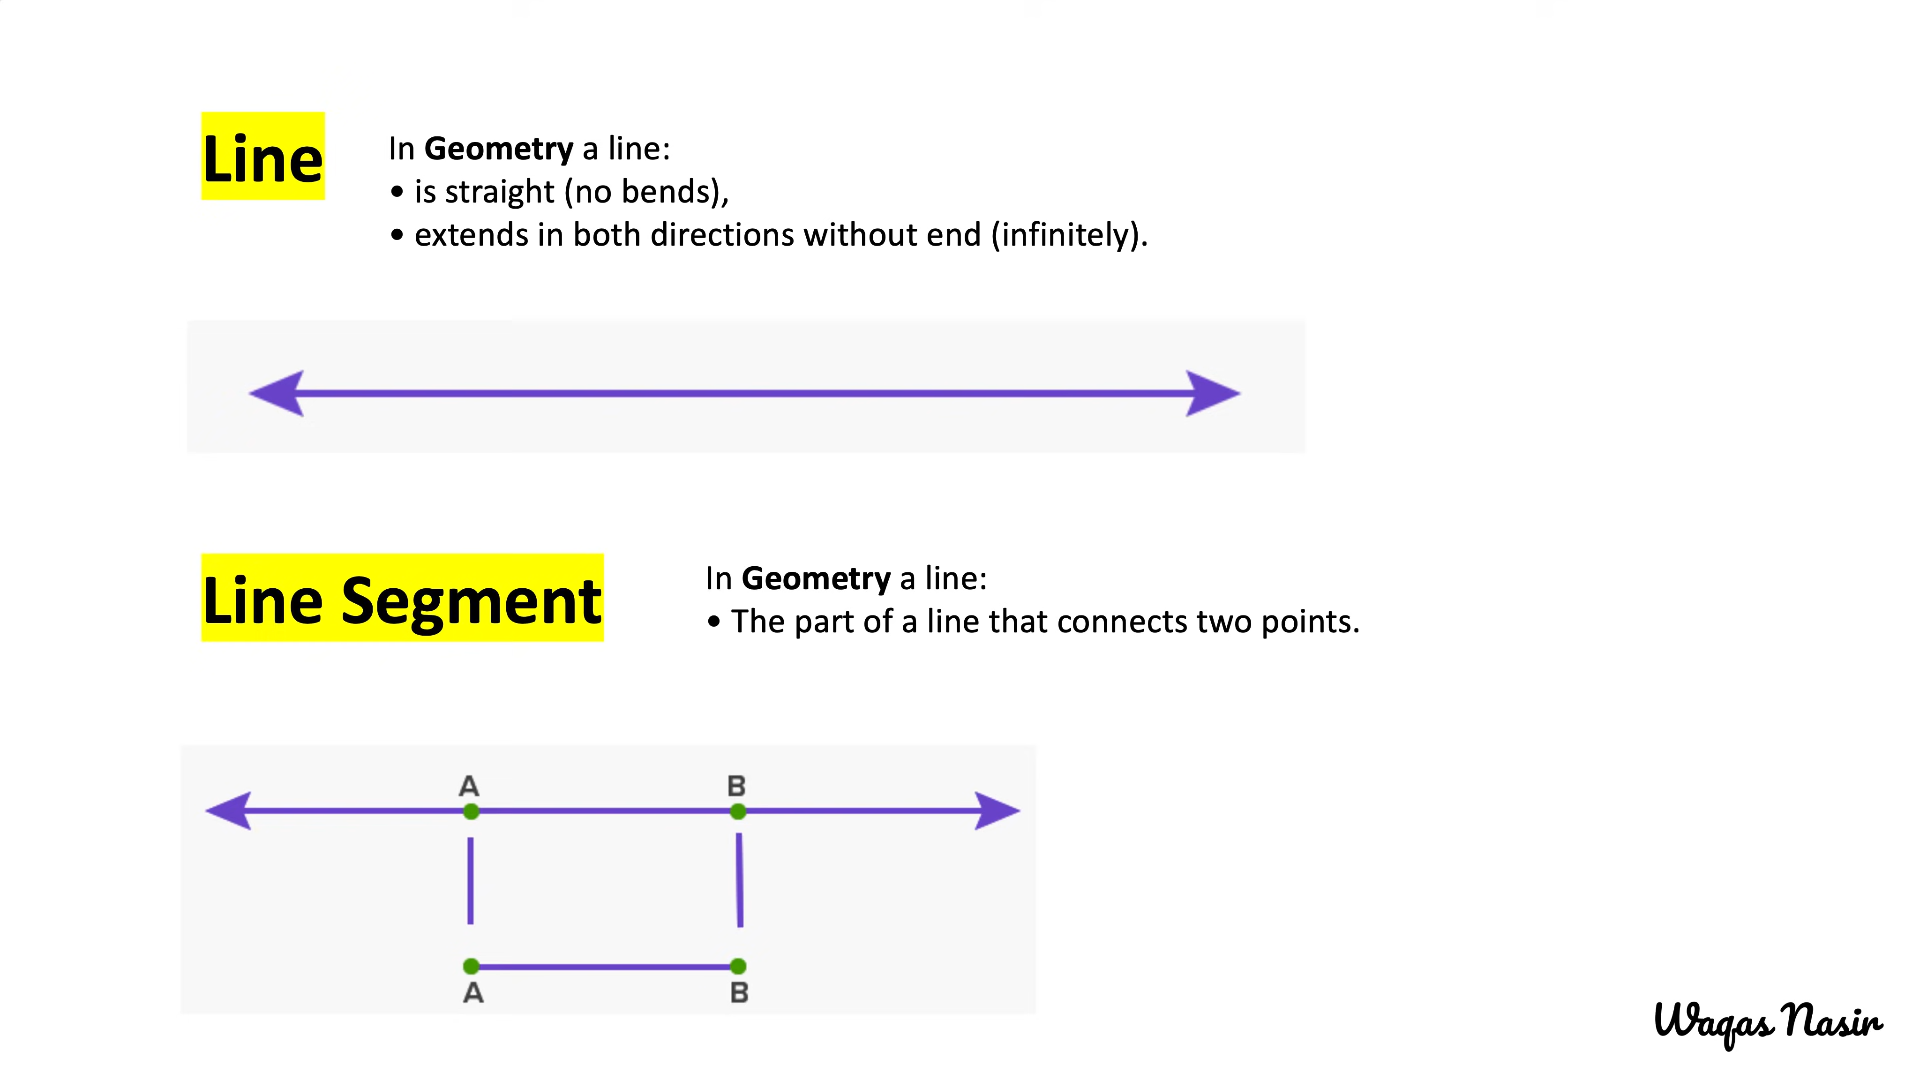 Line
In Geometry a line:
• is straight (no bends),
• extends in both directions without end (infinitely).
Line Segment
In Geometry a line:
• The part of a line that connects two points.
A B
A B
Waqas Nasir